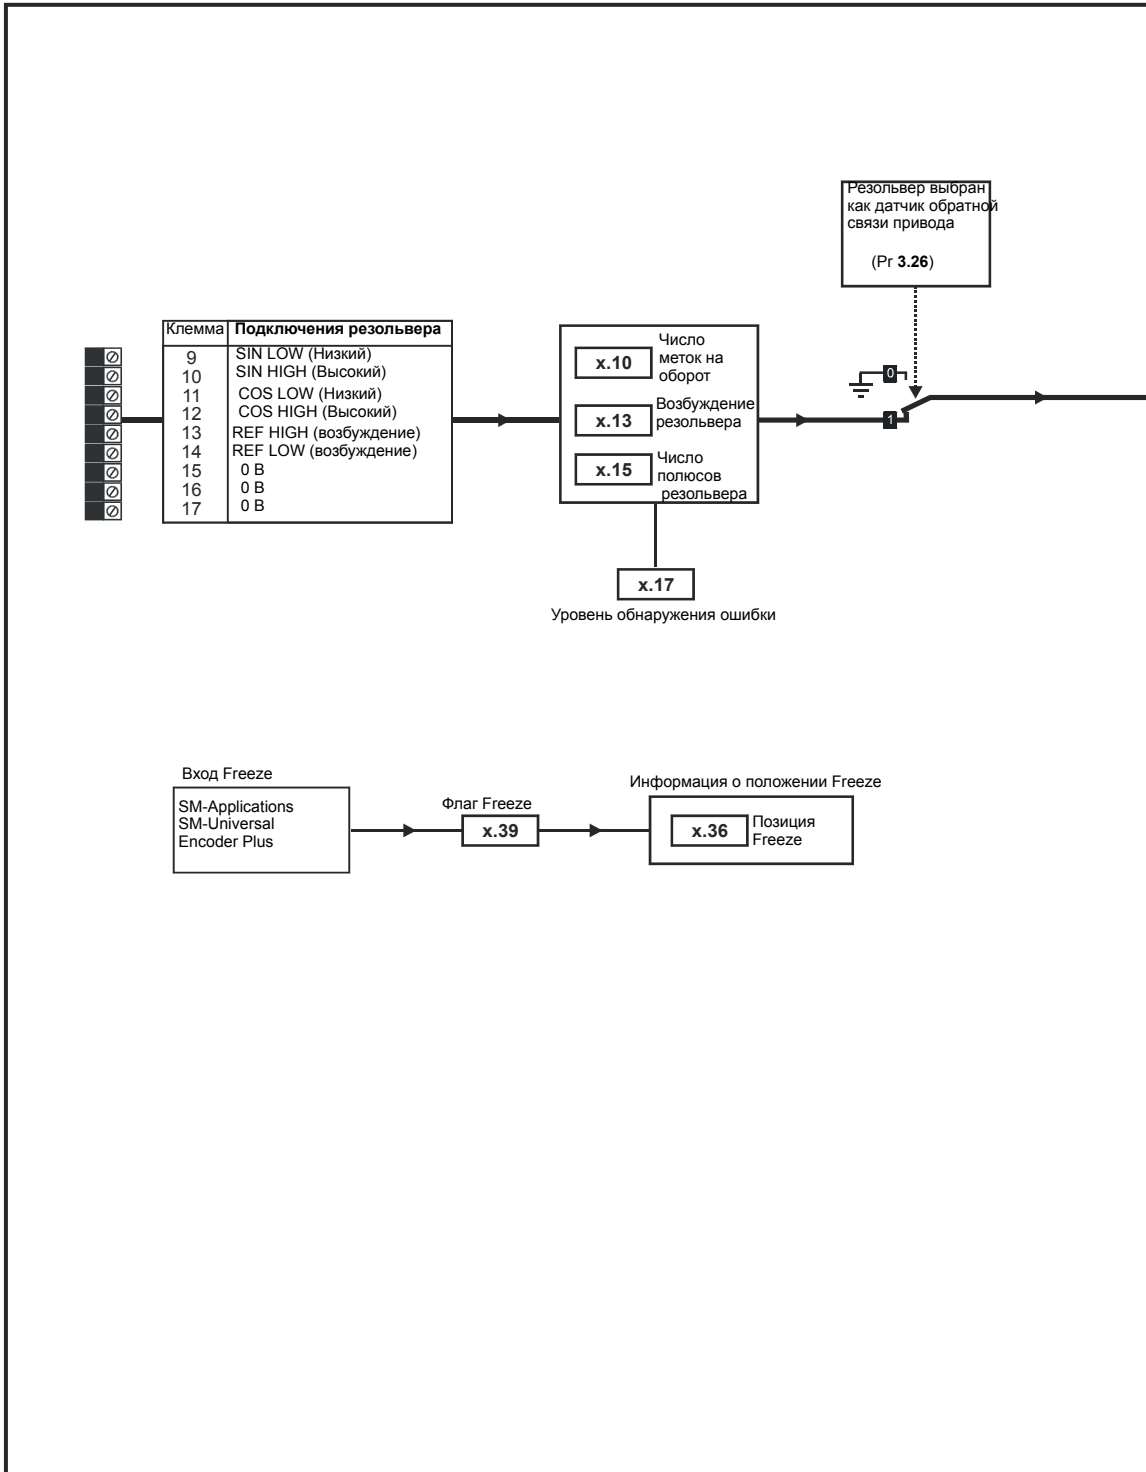 Резольвер выбран
как датчик обратной
связи привода
(Pr 3.26)
Клемма Подключения резольвера
9 SIN LOW (Низкий)
10 SIN HIGH (Высокий)
11 COS LOW (Низкий)
12 COS HIGH (Высокий)
13 REF HIGH (возбуждение)
14 REF LOW (возбуждение)
15 0 В
16 0 В
17 0 В
x.10
Число
меток на
оборот
x.13
Возбуждение
резольвера
x.15
Число
полюсов
резольвера
0
1
x.17
Уровень обнаружения ошибки
Вход Freeze
SM-Applications
SM-Universal
Encoder Plus
Флаг Freeze
x.39
Информация о положении Freeze
x.36
Позиция
Freeze